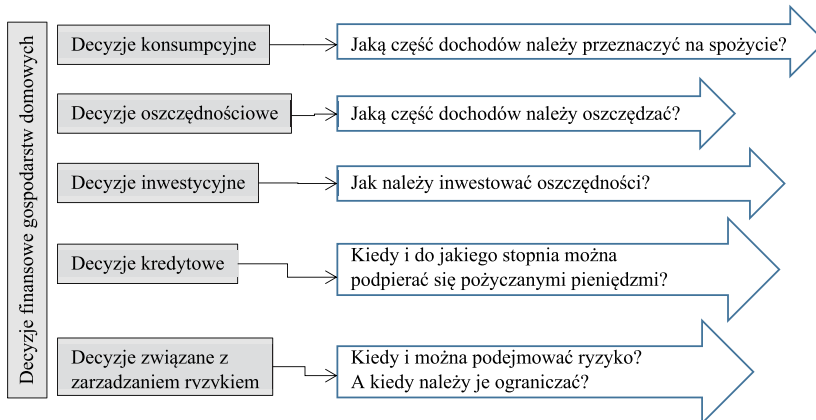 Decyzje finansowe gospodarstw domowych
Decyzje konsumpcyjne
Jaką część dochodów należy przeznaczyć na spożycie?
Decyzje oszczędnościowe
Jaką część dochodów należy oszczędzać?
Decyzje inwestycyjne
Jak należy inwestować oszczędności?
Decyzje kredytowe
Kiedy i do jakiego stopnia można
podpierać się pożyczanymi pieniędzmi?
Decyzje związane z
zarzadzaniem ryzykiem
Kiedy i można podejmować ryzyko?
A kiedy należy je ograniczać?